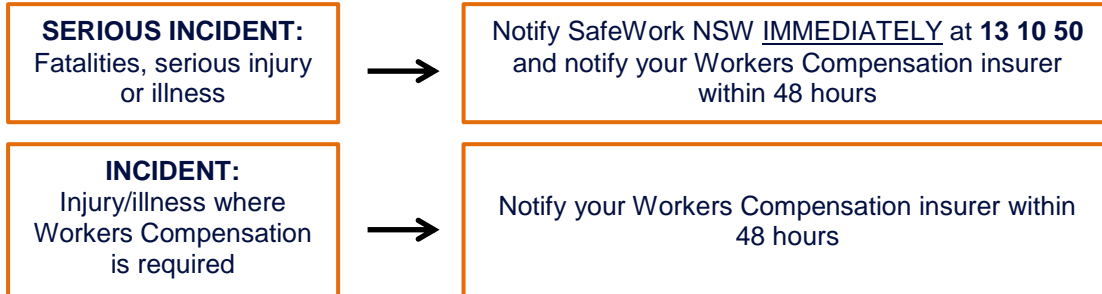 SERIOUS INCIDENT:
Fatalities, serious injury
or illness
Notify SafeWork NSW IMMEDIATELY at 13 10 50
and notify your Workers Compensation insurer
within 48 hours
INCIDENT:
Injury/illness where
Workers Compensation
is required
Notify your Workers Compensation insurer within
48 hours